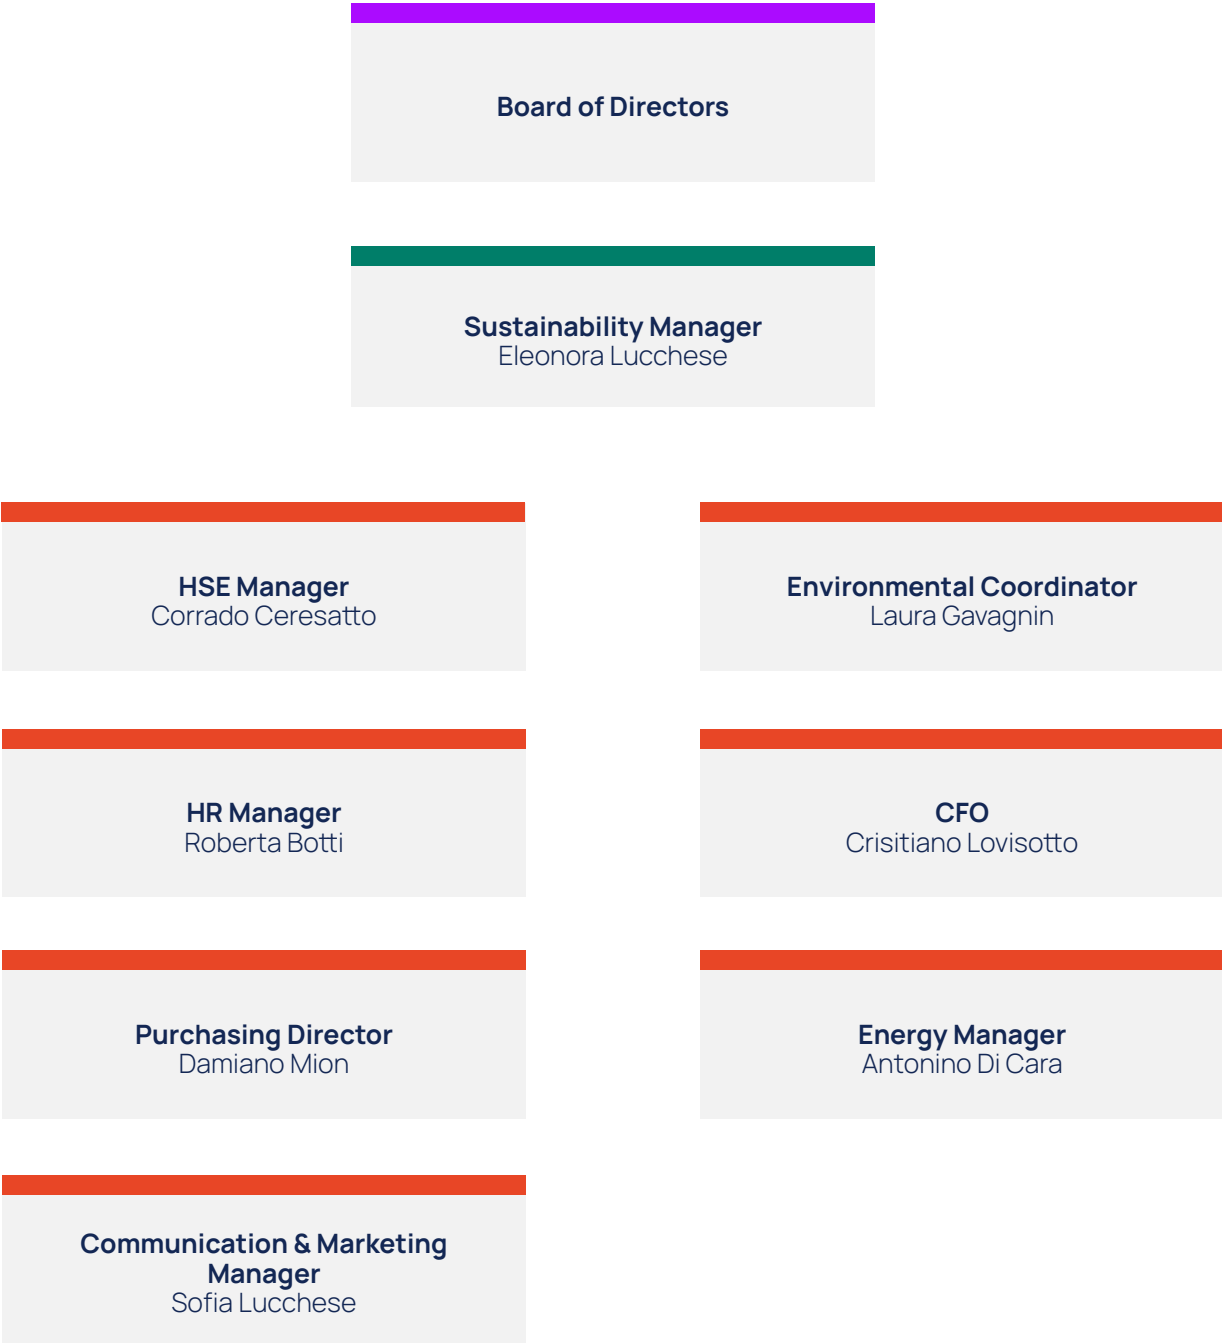 Board of Directors
Sustainability Manager
Eleonora Lucchese
HSE Manager
Corrado Ceresatto
Environmental Coordinator
Laura Gavagnin
HR Manager
Roberta Botti
CFO
Crisitiano Lovisotto
Purchasing Director
Damiano Mion
Energy Manager
Antonino Di Cara
Communication & Marketing
Manager
Sofia Lucchese